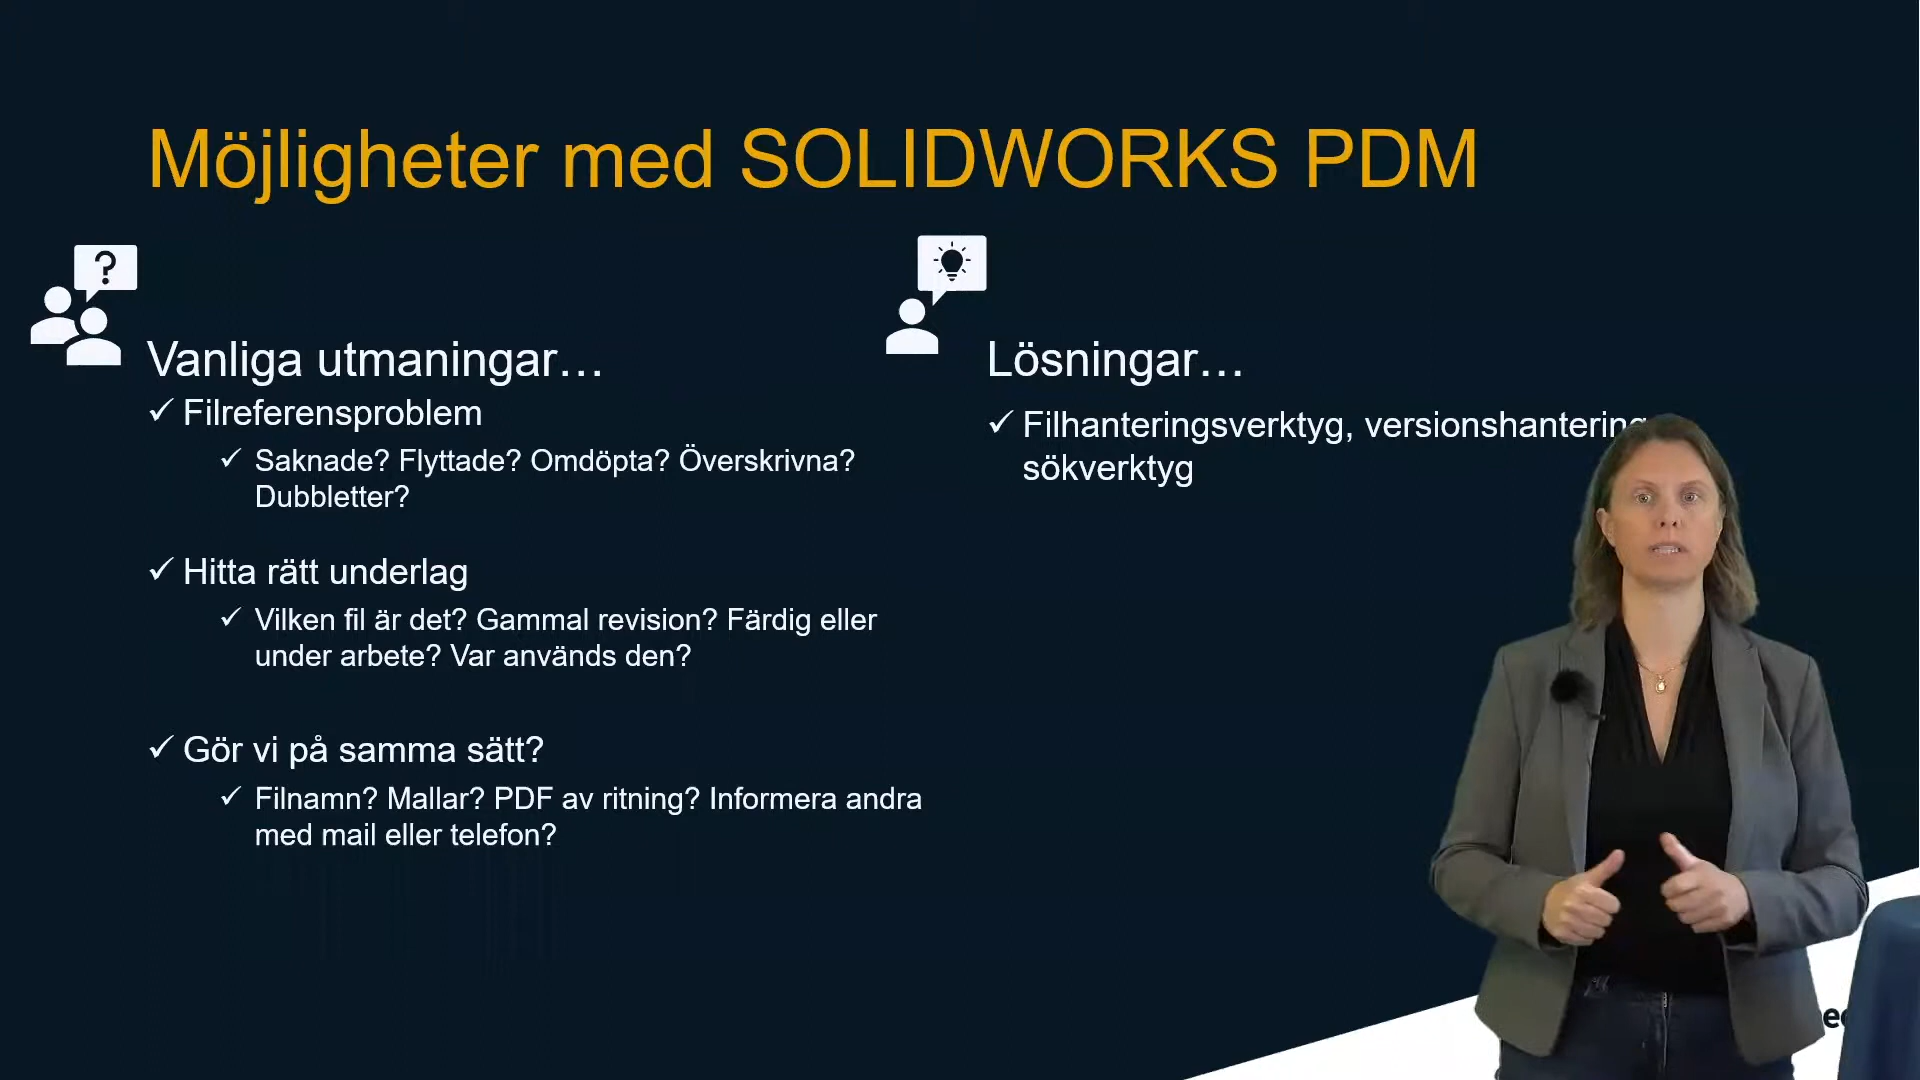 Möjligheter med SOLIDWORKS PDM
?
Vanliga utmaningar…
Filreferensproblem
Saknade? Flyttade? Omdöpta? Överskrivna?
Dubbletter?
Hitta rätt underlag
Vilken fil är det? Gammal revision? Färdig eller
under arbete? Var används den?
Gör vi på samma sätt?
Filnamn? Mallar? PDF av ritning? Informera andra
med mail eller telefon?
Lösningar…
Filhanteringsverktyg, versionshantering
sökverktyg